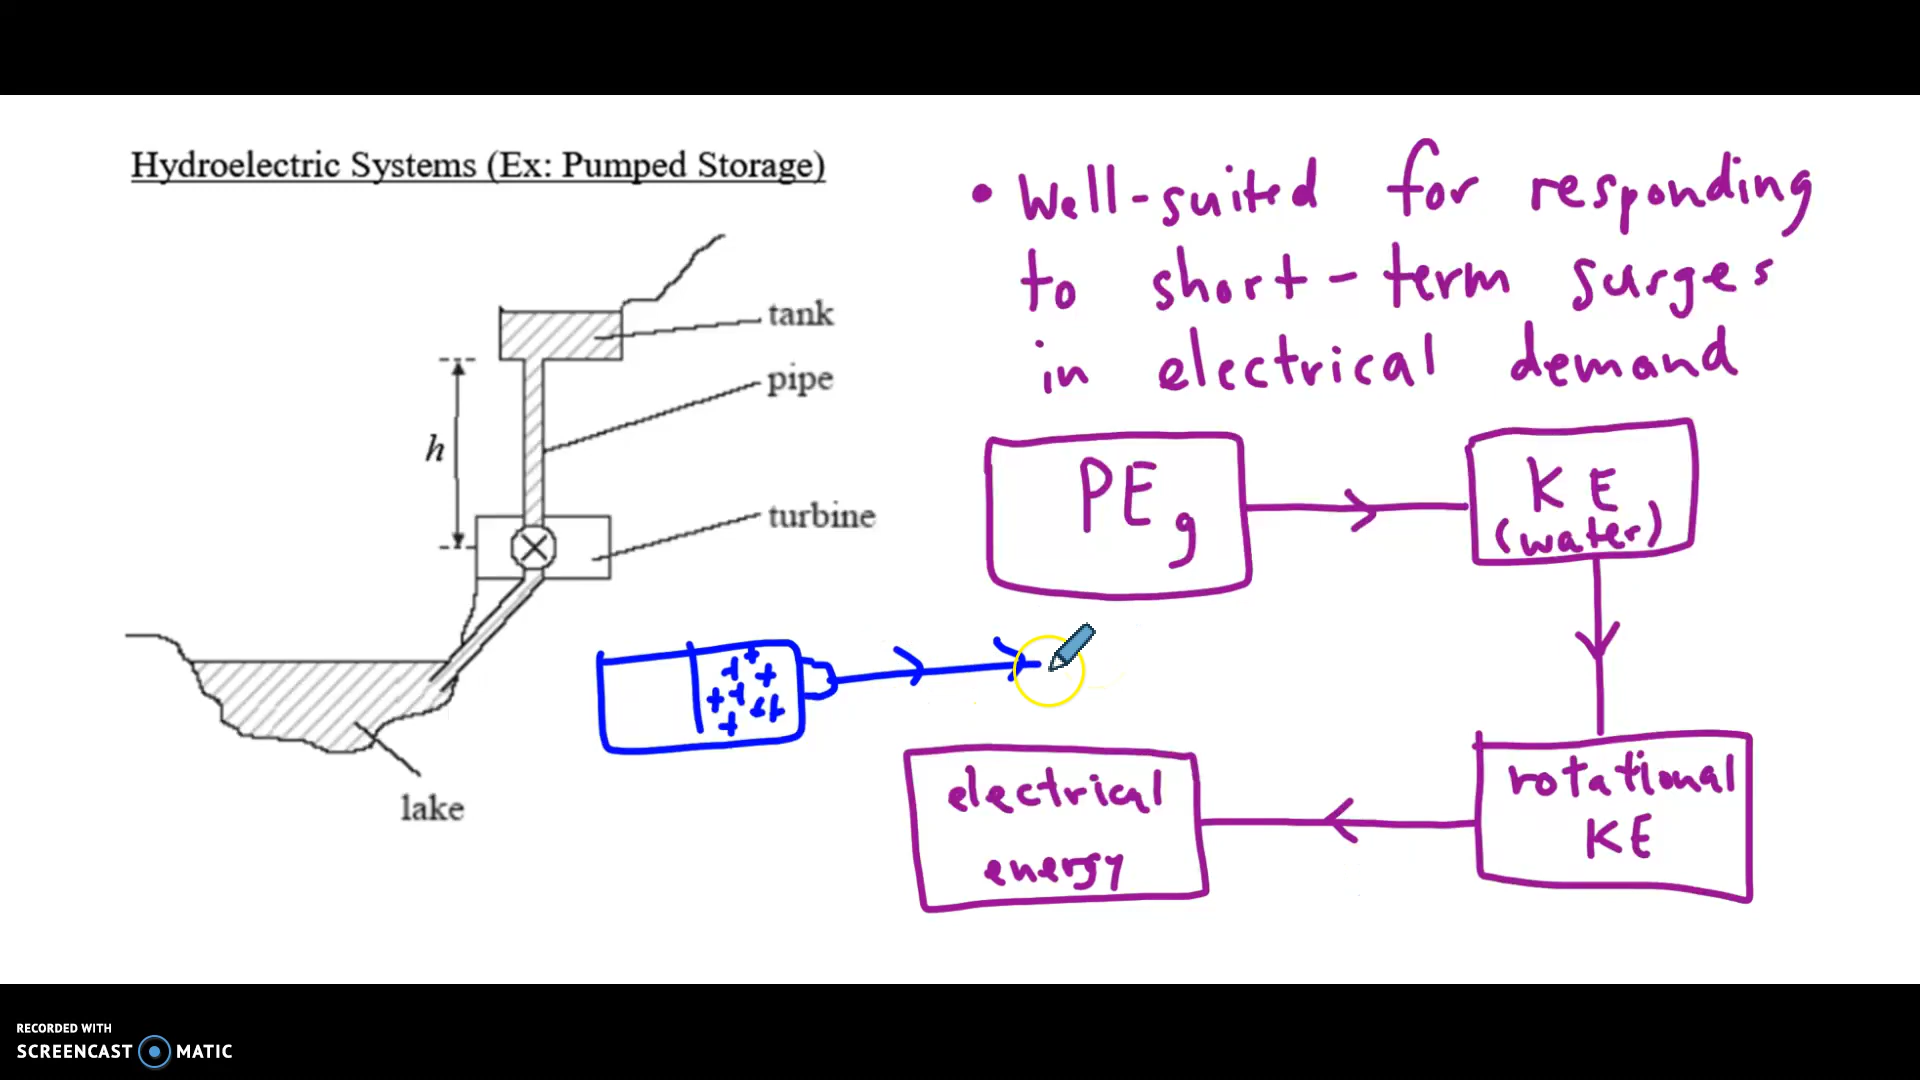 Hydroelectric Systems (Ex: Pumped Storage)
tank
pipe
h
turbine
lake
• Well-suited for responding
to short-term surges
in electrical demand
PEg
KE
(water)
rotational
KE
electrical
energy
+ + + + + + + + +
RECORDED WITH
SCREENCAST MATIC